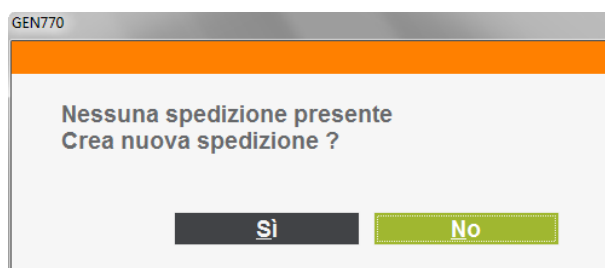 GEN770
Nessuna spedizione presente
Crea nuova spedizione ?
Sì
No